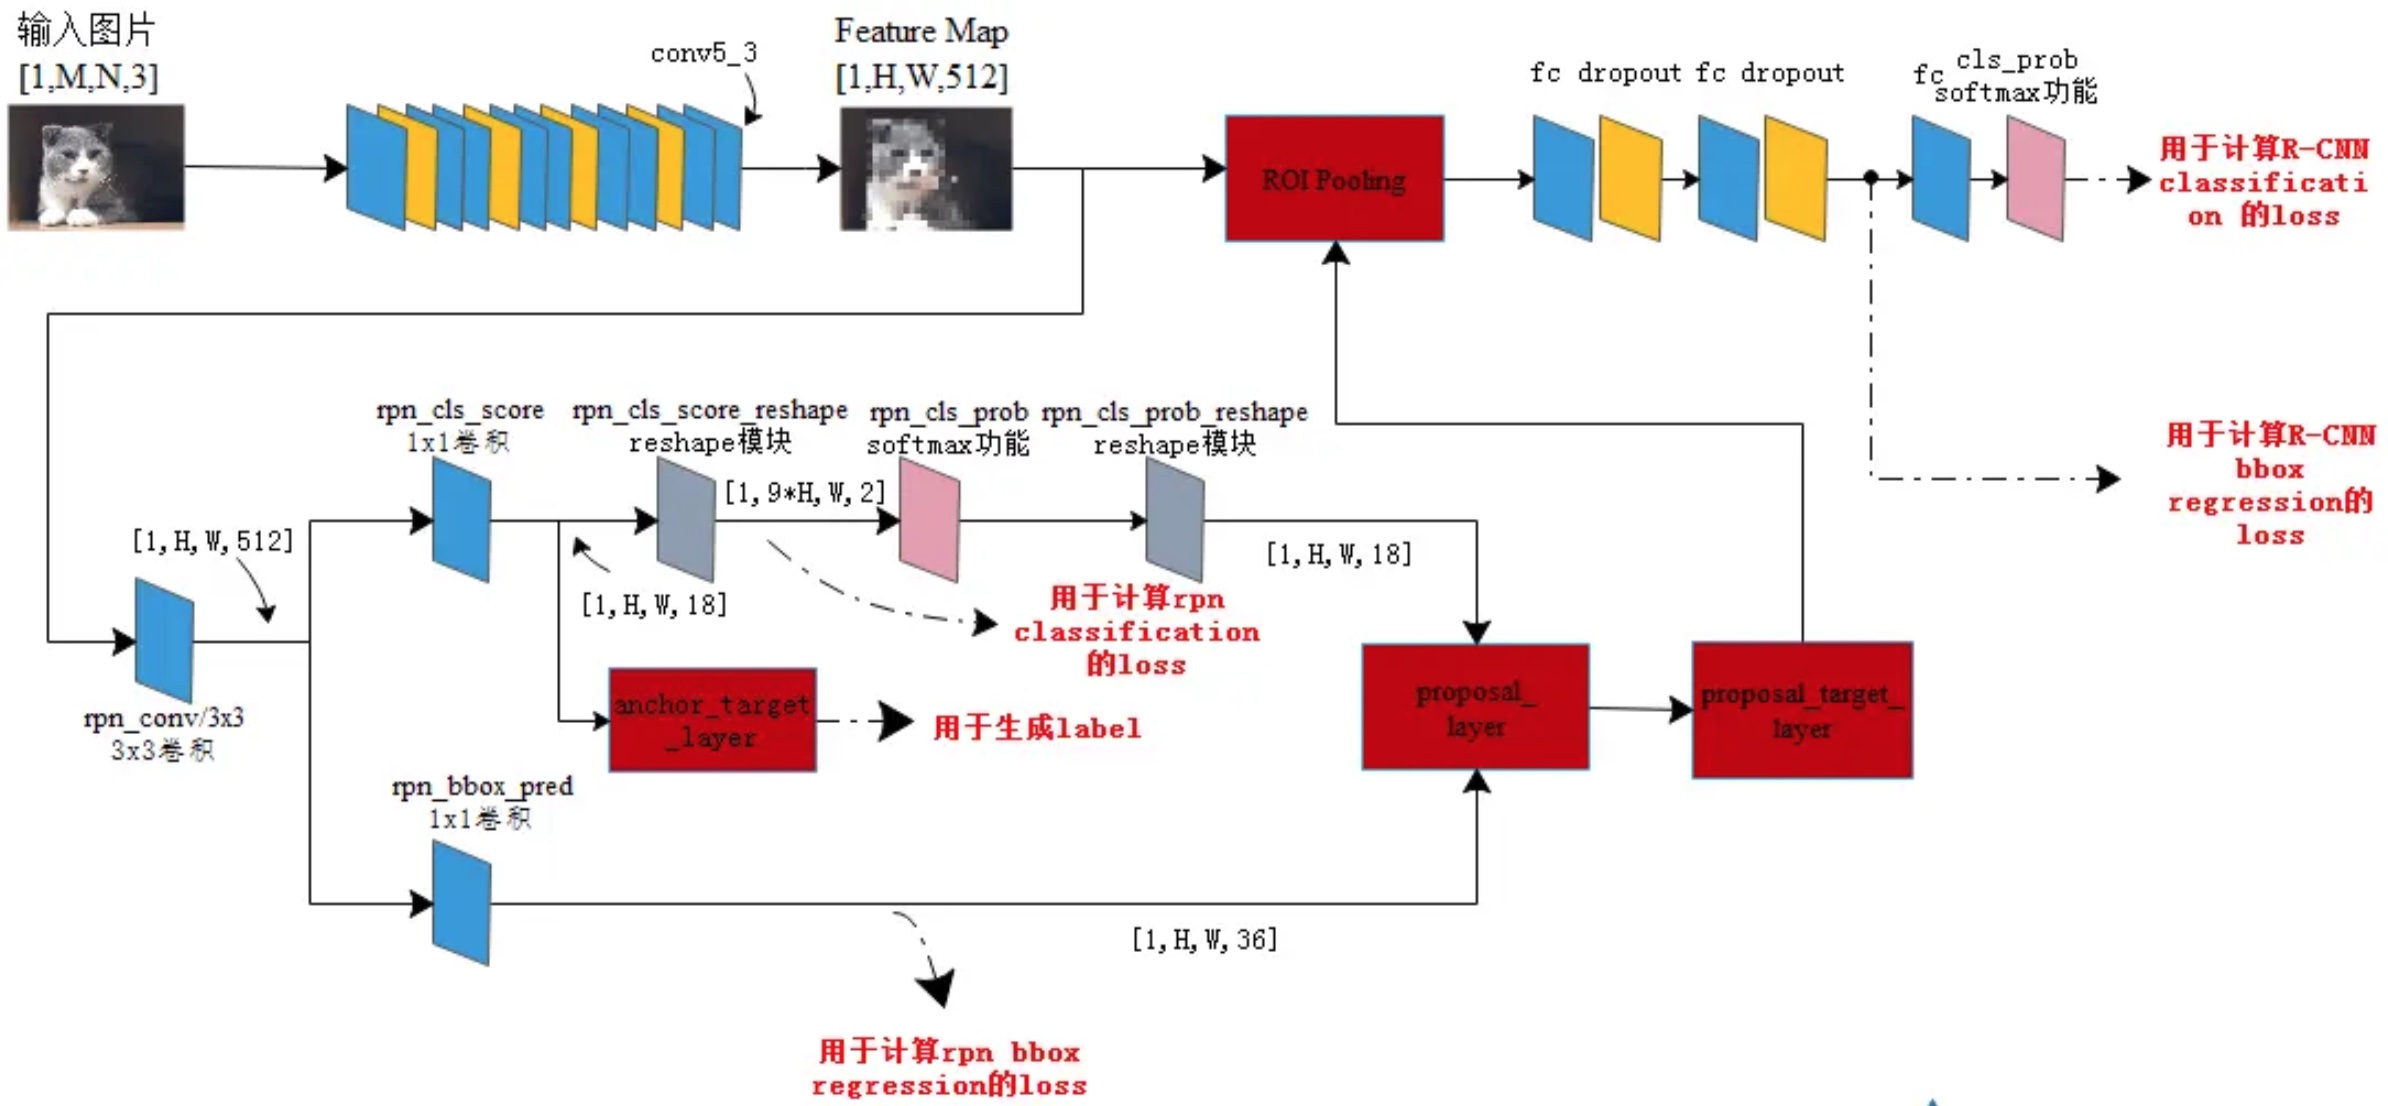 输入图片
[1,M,N,3]
conv5_3
Feature Map
[1,H,W,512]
ROI Pooling
fc dropout fc dropout
fc
cls_prob
softmax功能
用于计算R-CNN
classificati
on 的loss
用于计算R-CNN
bbox
regression的
loss
rpn_cls_score
1x1卷积
rpn_cls_score_reshape
reshape模块
rpn_cls_prob
softmax功能
rpn_cls_prob_reshape
reshape模块
[1,9*H,W,2]
[1,H,W,512]
[1,H,W,18]
[1,H,W,18]
用于计算rpn
classification
的loss
rpn_conv/3x3
3x3卷积
anchor_target
_layer
用于生成label
proposal_
layer
proposal_target_
layer
rpn_bbox_pred
1x1卷积
[1,H,W,36]
用于计算rpn bbox
regression的loss